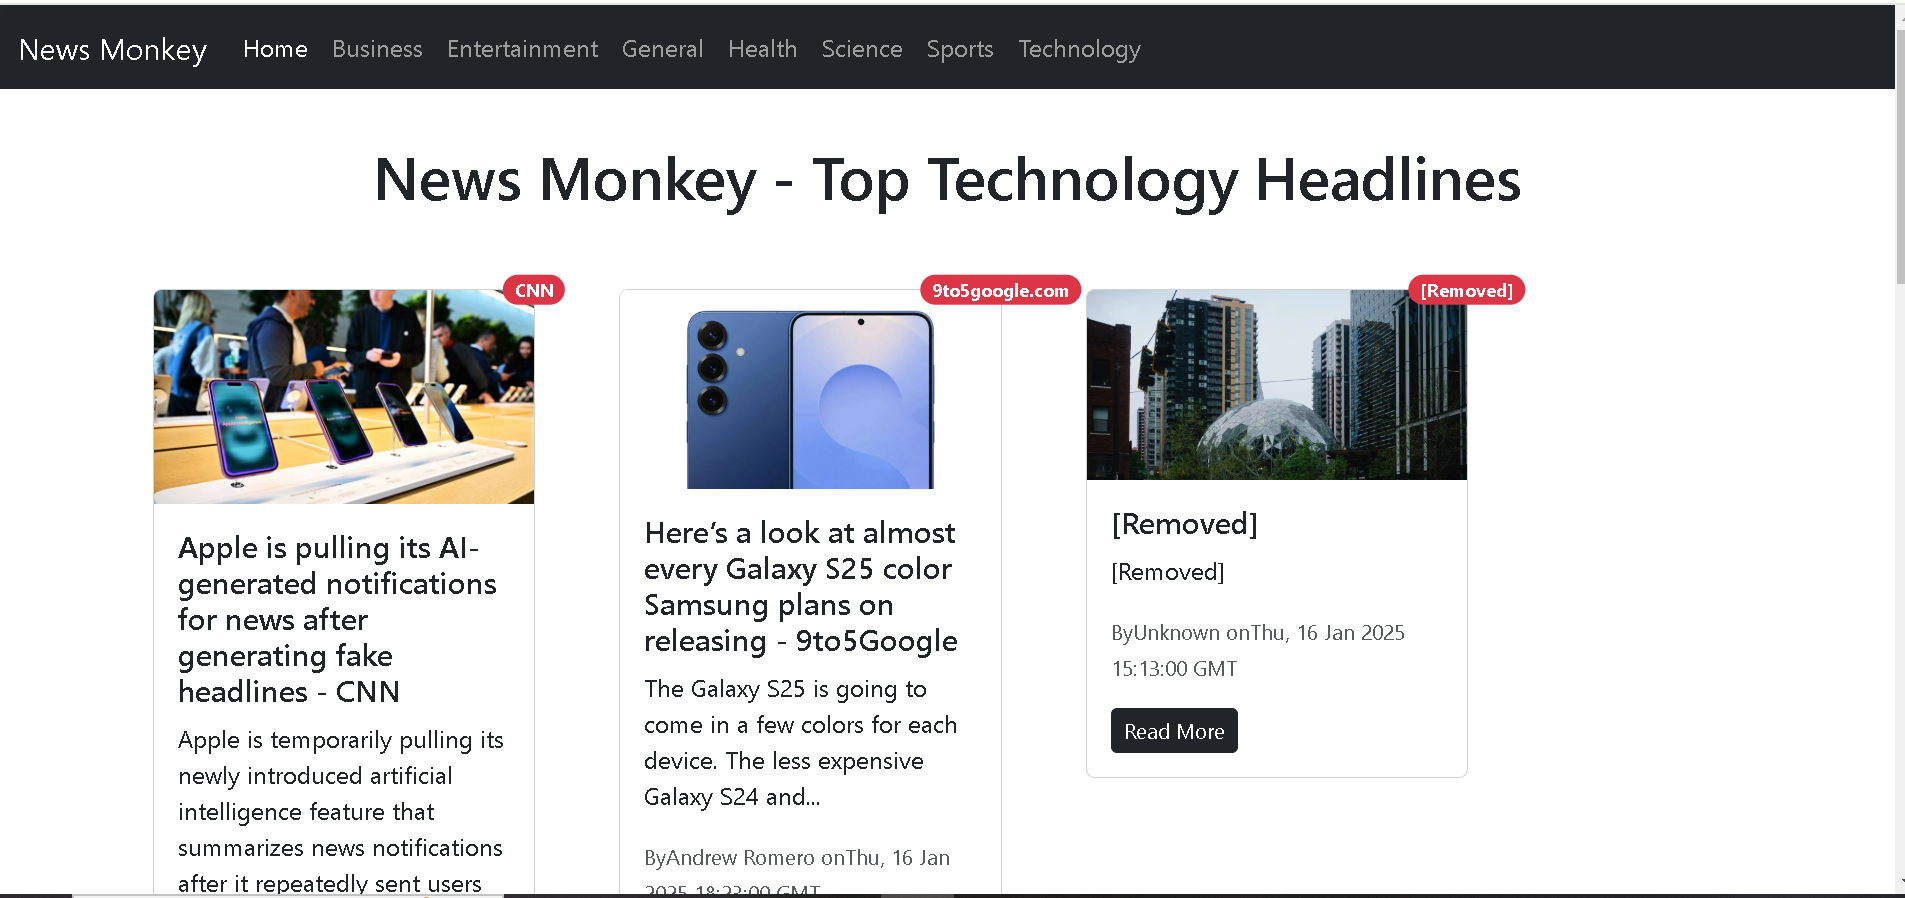 News Monkey Home Business Entertainment General Health Science Sports Technology
News Monkey - Top Technology Headlines
CNN
Apple is pulling its AI-
generated notifications
for news after
generating fake
headlines - CNN
Apple is temporarily pulling its
newly introduced artificial
intelligence feature that
summarizes news notifications
after it repeatedly sent users
9to5google.com
Here’s a look at almost
every Galaxy S25 color
Samsung plans on
releasing - 9to5Google
The Galaxy S25 is going to
come in a few colors for each
device. The less expensive
Galaxy S24 and...
ByAndrew Romero onThu, 16 Jan
2025 18:23:00 GMT
[Removed]
[Removed]
[Removed]
ByUnknown onThu, 16 Jan 2025
15:13:00 GMT
Read More